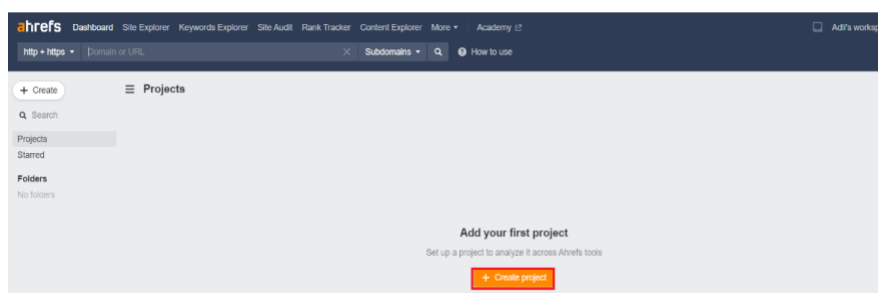 ahrefs Dashboard Site Explorer Keywords Explorer Site Audit Rank Tracker Content Explorer More Academy Adil's worksp
http + https Domain or URL Subdomains How to use
+ Create
Projects
Search
Projects
Starred
Folders
No folders
Add your first project
Set up a project to analyze it across Ahrefs tools
+ Create project